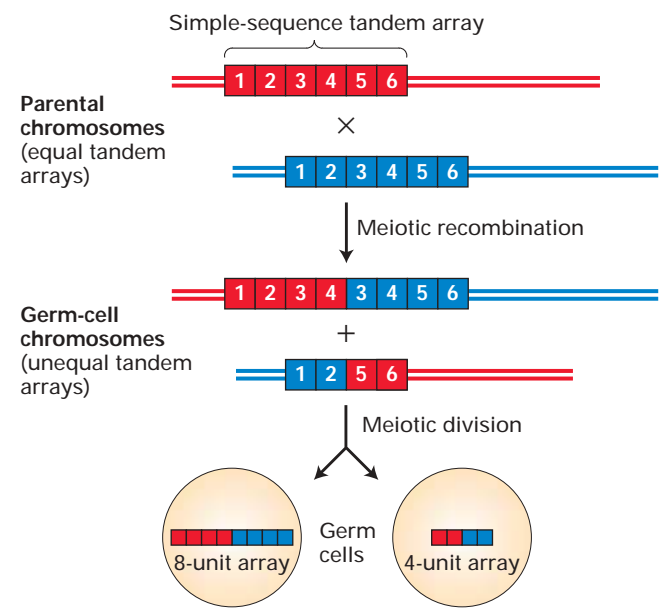 Simple-sequence tandem array
1 2 3 4 5 6
Parental
chromosomes
(equal tandem
arrays)
×
1 2 3 4 5 6
Meiotic recombination
1 2 3 4 3 4 5 6
Germ-cell
chromosomes
(unequal tandem
arrays)
+
1 2 5 6
Meiotic division
Germ
cells
8-unit array
4-unit array